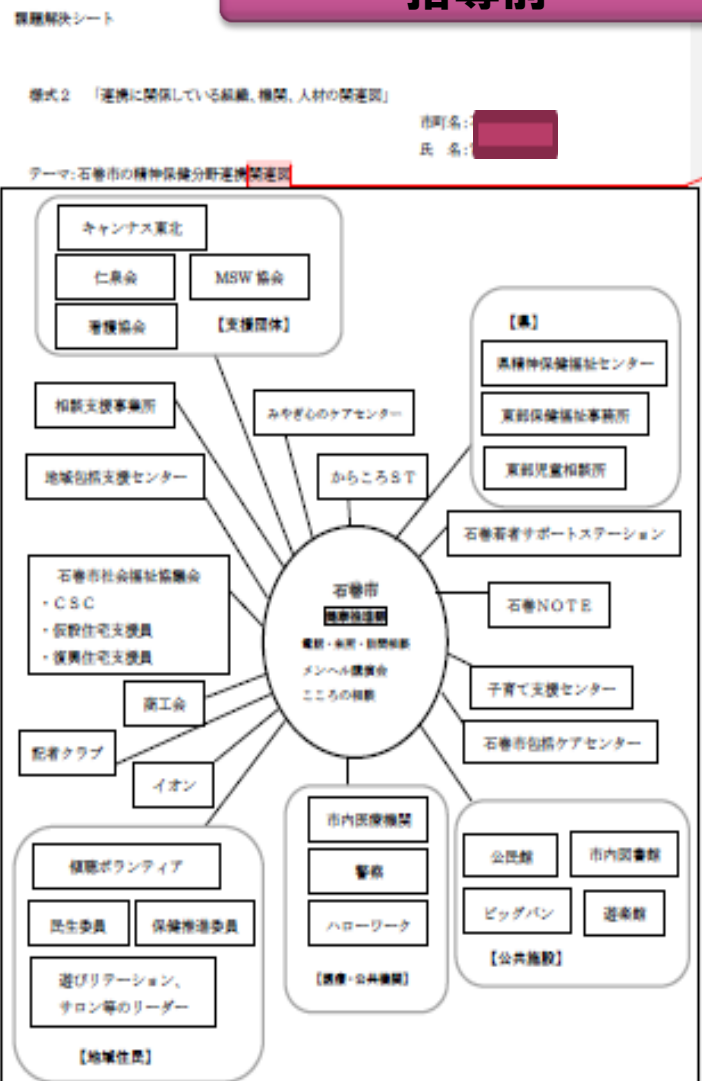 指導前
課題解決シート
様式2 「連携に関係している組織、機関、人材の関連図」
市町名:
氏 名:
テーマ:石巻市の精神保健分野連携関連図
キャンナス東北
仁泉会
MSW協会
看護協会
【支援団体】
【県】
県精神保健福祉センター
東部保健福祉事務所
東部児童相談所
相談支援事業所
みやぎ心のケアセンター
地域包括支援センター
からころST
石巻若者サポートステーション
石巻市社会福祉協議会
・CSC
・仮設住宅支援員
・復興住宅支援員
石巻市
健康推進課
電話・来所・訪問相談
メンヘル講演会
こころの相談
石巻NOTE
商工会
子育て支援センター
記者クラブ
石巻市包括ケアセンター
イオン
傾聴ボランティア
民生委員
保健推進委員
遊びリテーション、
サロン等のリーダー
【地域住民】
市内医療機関
警察
ハローワーク
【医療・公共機関】
公民館
市内図書館
ビッグバン
遊楽館
【公共施設】